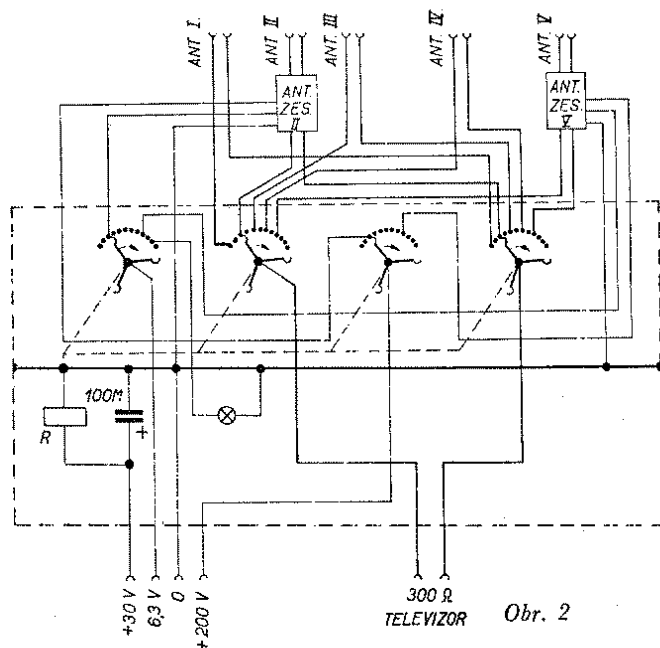 ANT I.
ANT II
ANT III
ANT IV.
ANT V
ANT.
ZES.
II
ANT.
ZES.
V
100M
+
R
+30 V
6,3 V
0
+200 V
300 Ω
TELEVIZOR
Obr. 2